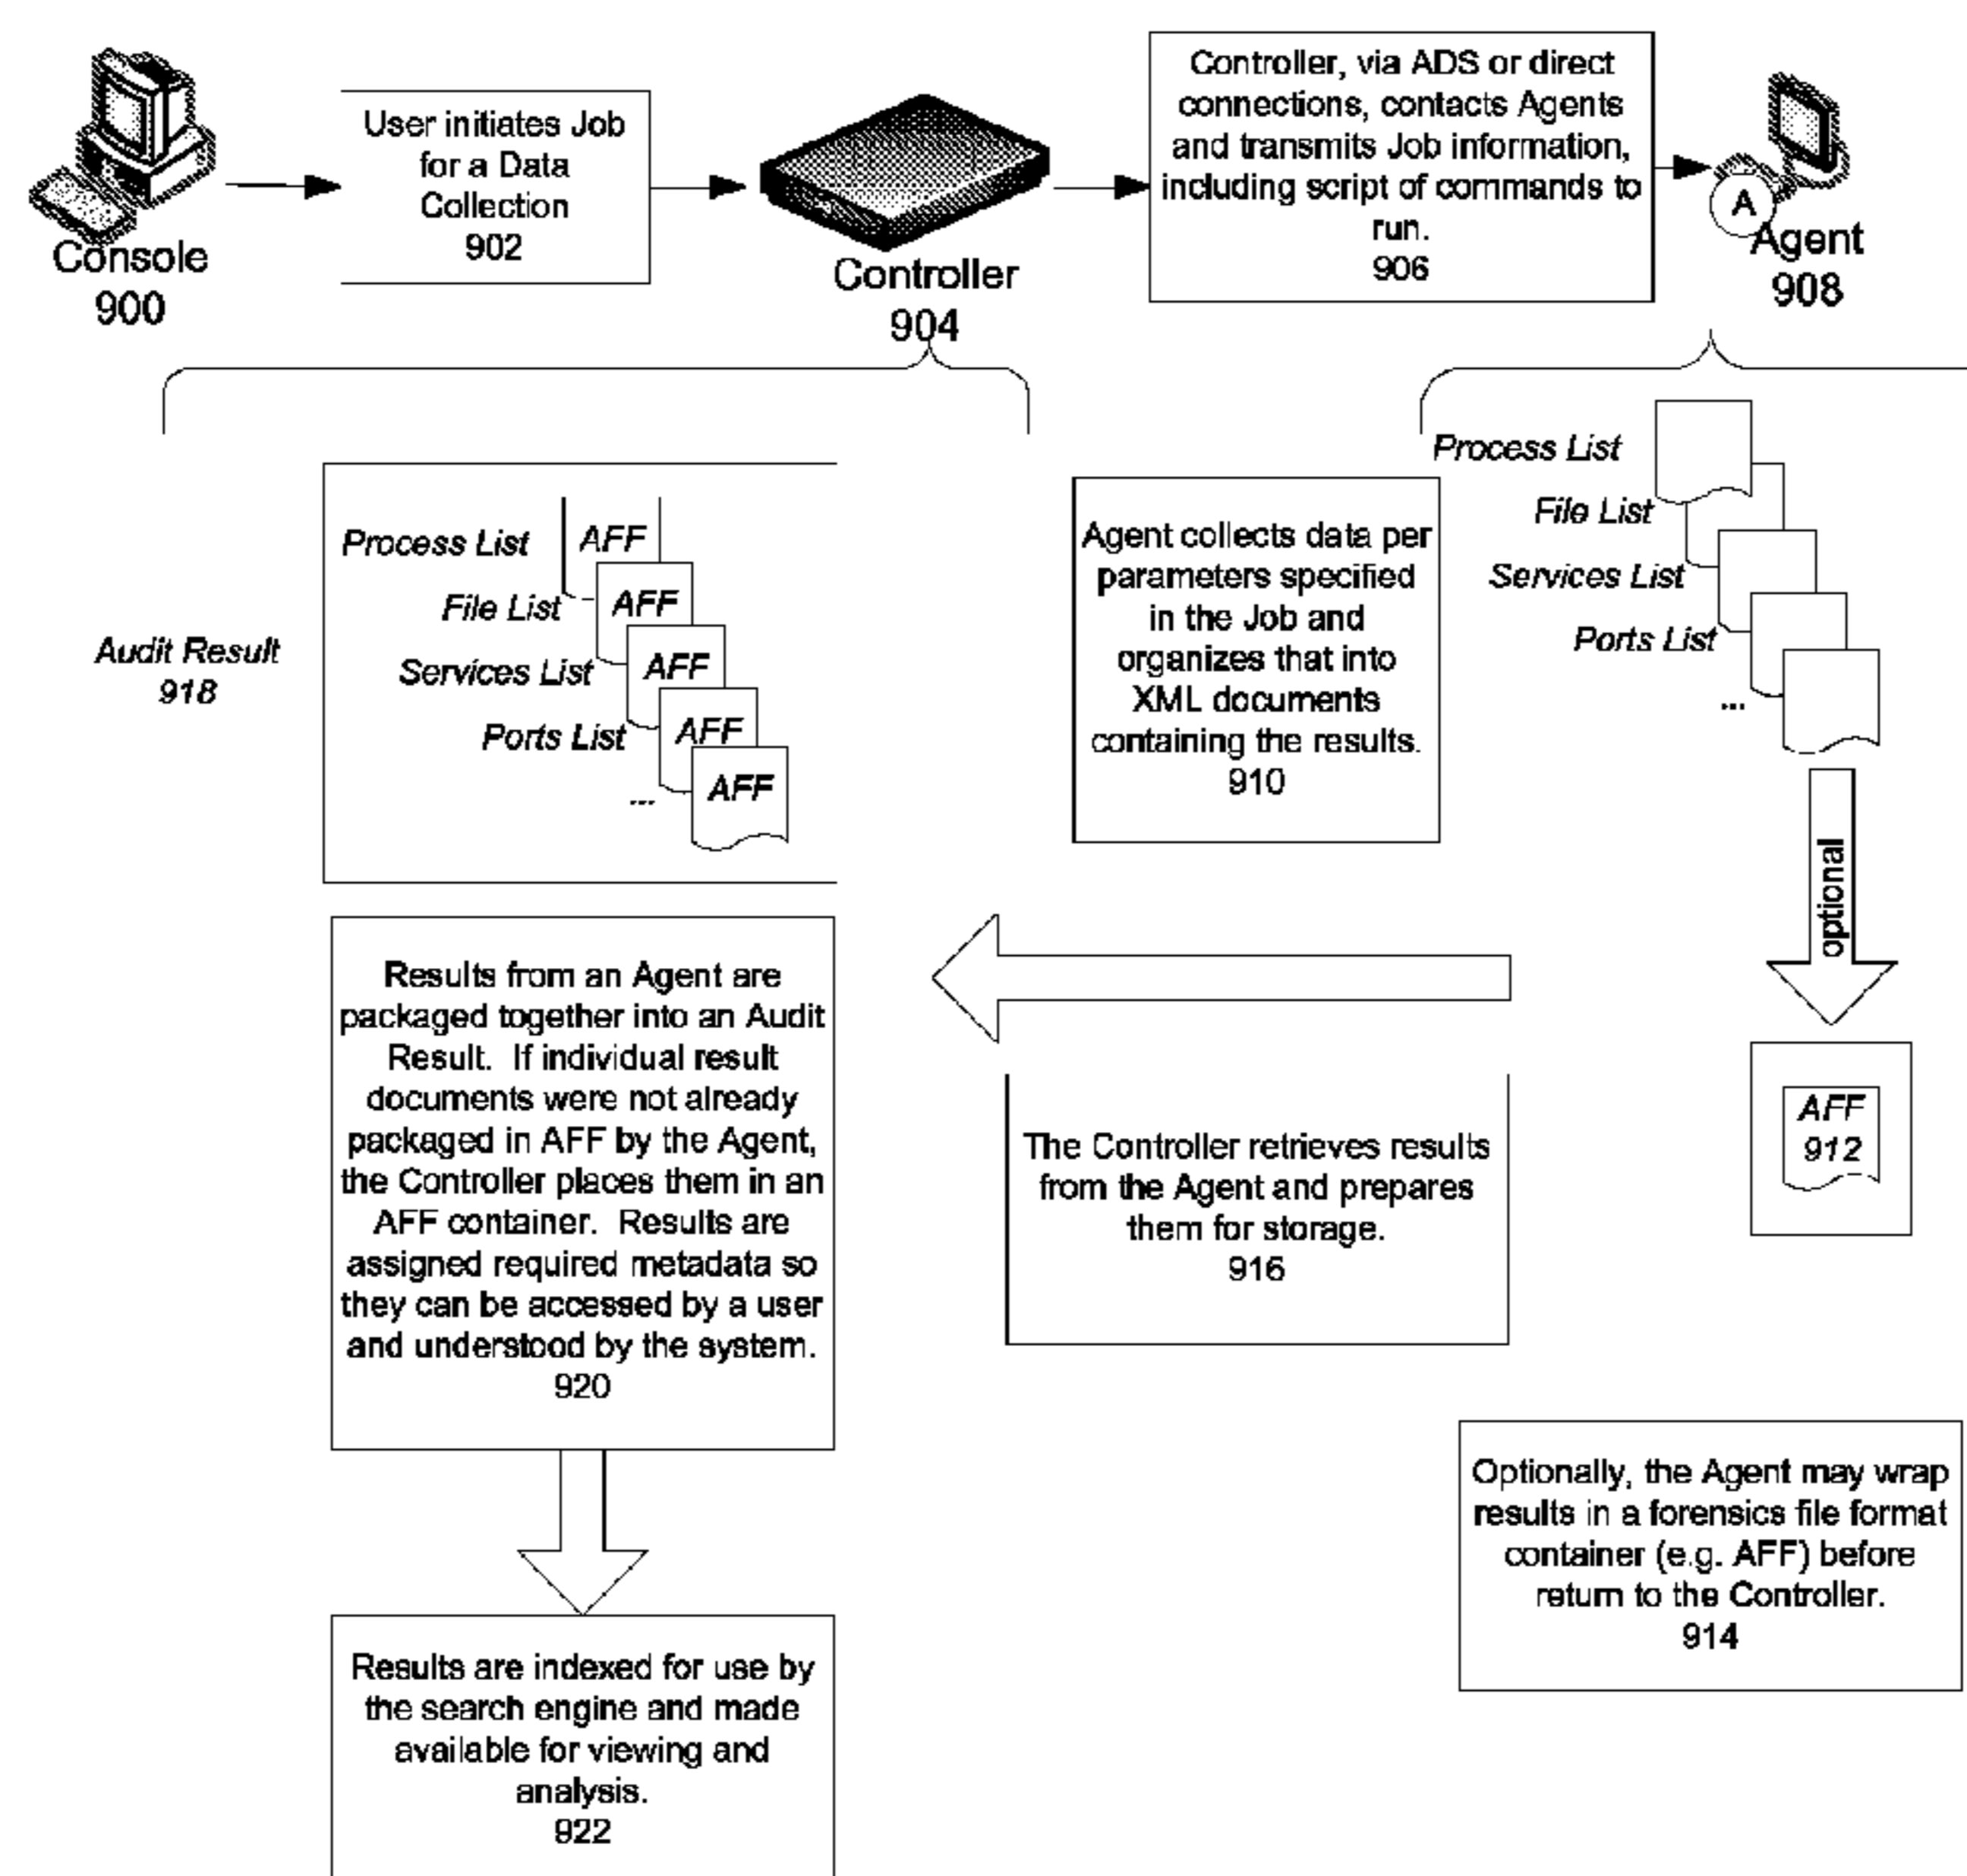 Console
900
User initiates Job
for a Data
Collection
902
Controller
904
Controller, via ADS or direct
connections, contacts Agents
and transmits Job information,
including script of commands to
run.
906
A
Agent
908
Audit Result
918
Process List
AFF
File List
AFF
Services List
AFF
Ports List
AFF
...
AFF
Agent collects data per
parameters specified
in the Job and
organizes that into
XML documents
containing the results.
910
Process List
File List
Services List
Ports List
...
optional
AFF
912
Results from an Agent are
packaged together into an Audit
Result. If individual result
documents were not already
packaged in AFF by the Agent,
the Controller places them in an
AFF container. Results are
assigned required metadata so
they can be accessed by a user
and understood by the system.
920
The Controller retrieves results
from the Agent and prepares
them for storage.
916
Optionally, the Agent may wrap
results in a forensics file format
container (e.g. AFF) before
return to the Controller.
914
Results are indexed for use by
the search engine and made
available for viewing and
analysis.
922